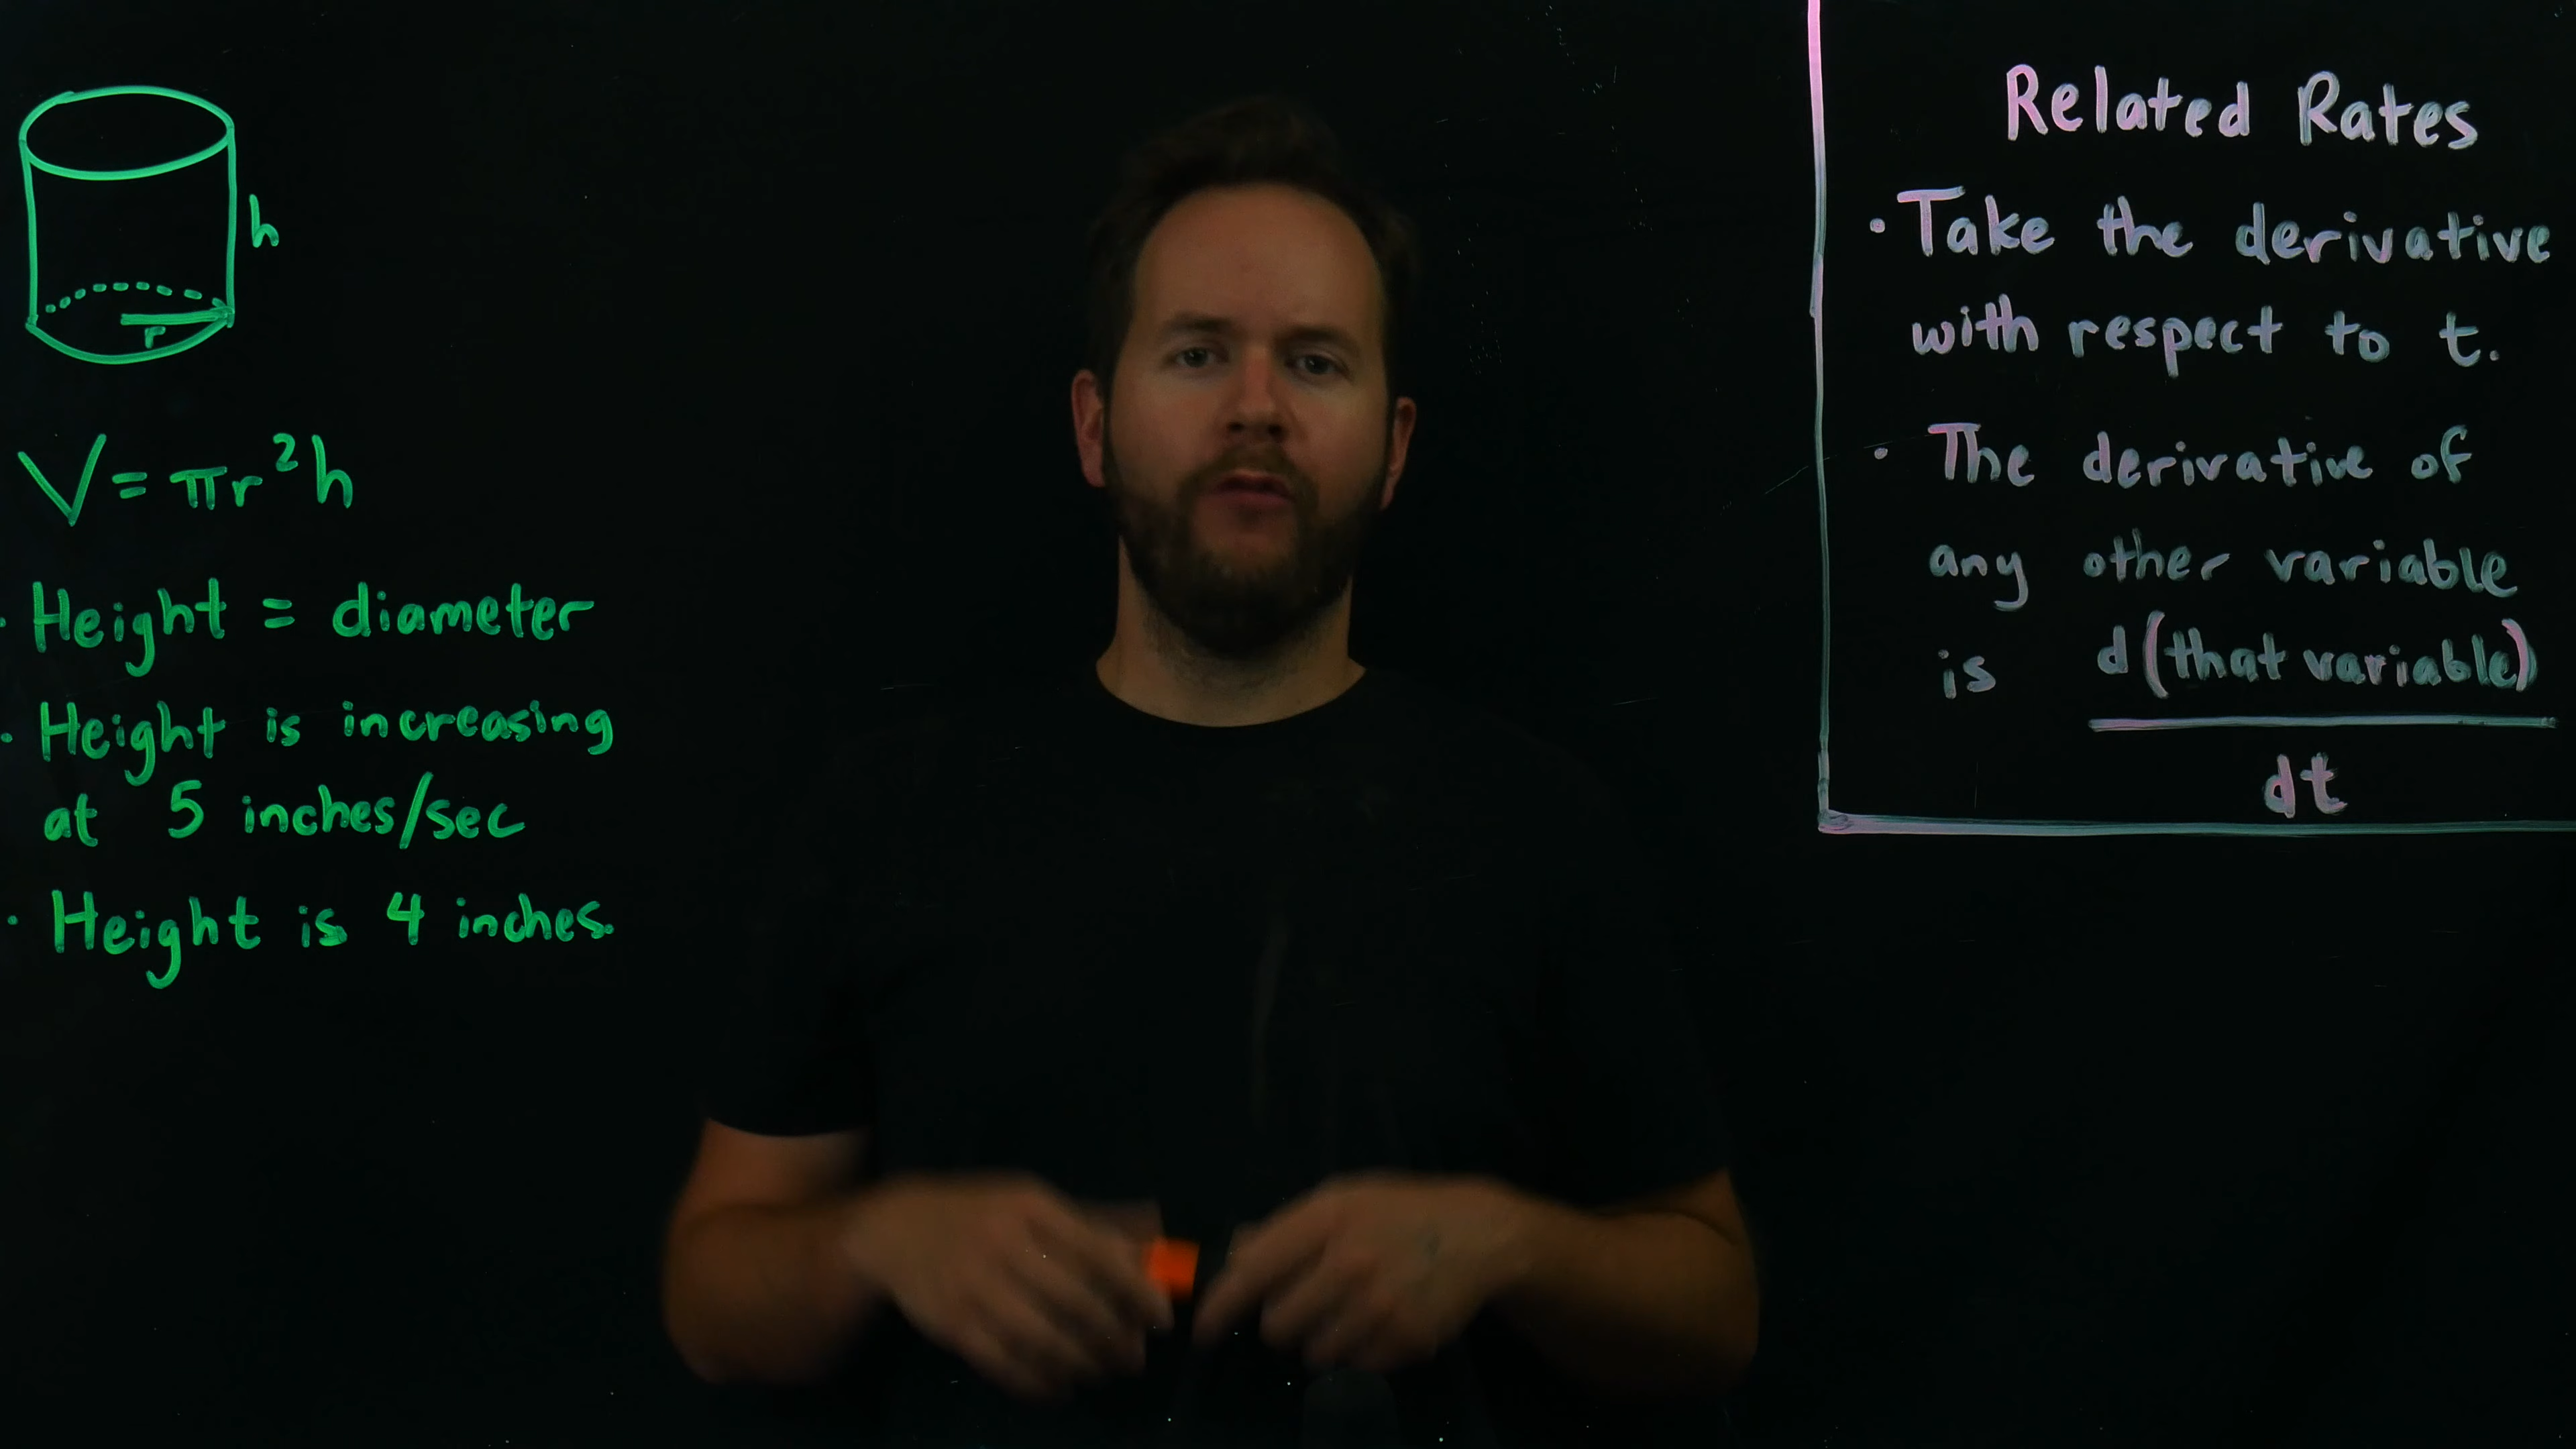 h
r
V = πr²h
· Height = diameter
· Height is increasing
at 5 inches/sec
· Height is 4 inches.
Related Rates
· Take the derivative
with respect to t.
· The derivative of
any other variable
is d(that variable)
dt